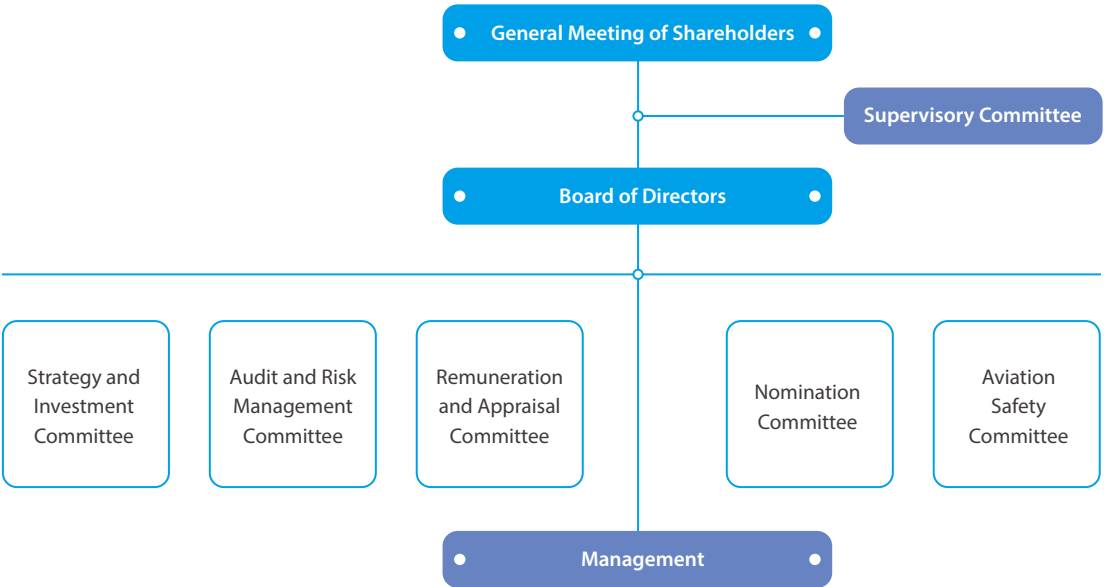 General Meeting of Shareholders
Supervisory Committee
Board of Directors
Strategy and
Investment
Committee
Audit and Risk
Management
Committee
Remuneration
and Appraisal
Committee
Nomination
Committee
Aviation
Safety
Committee
Management